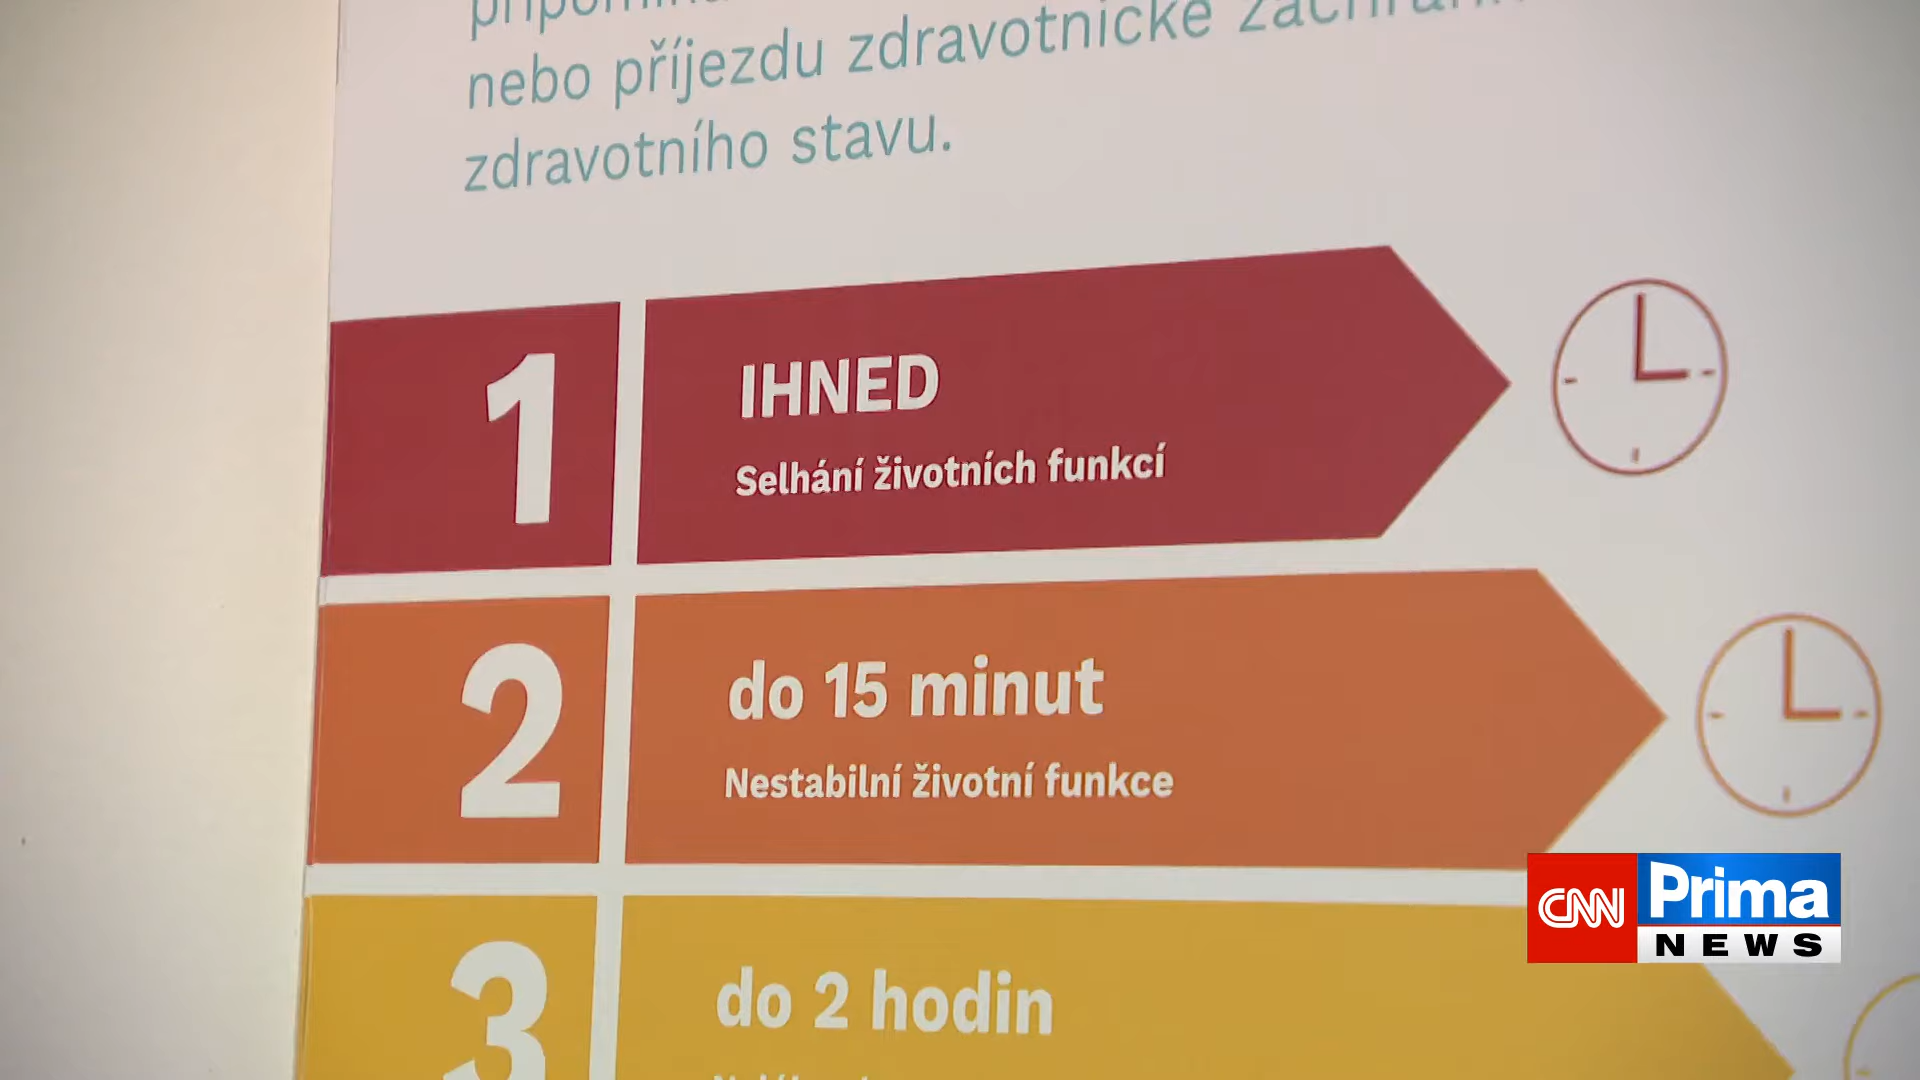 nebo příjezdu zdravotnické
zdravotního stavu.
1
IHNED
Selhání životních funkcí
2
do 15 minut
Nestabilní životní funkce
3
do 2 hodin
CNN Prima
NEWS